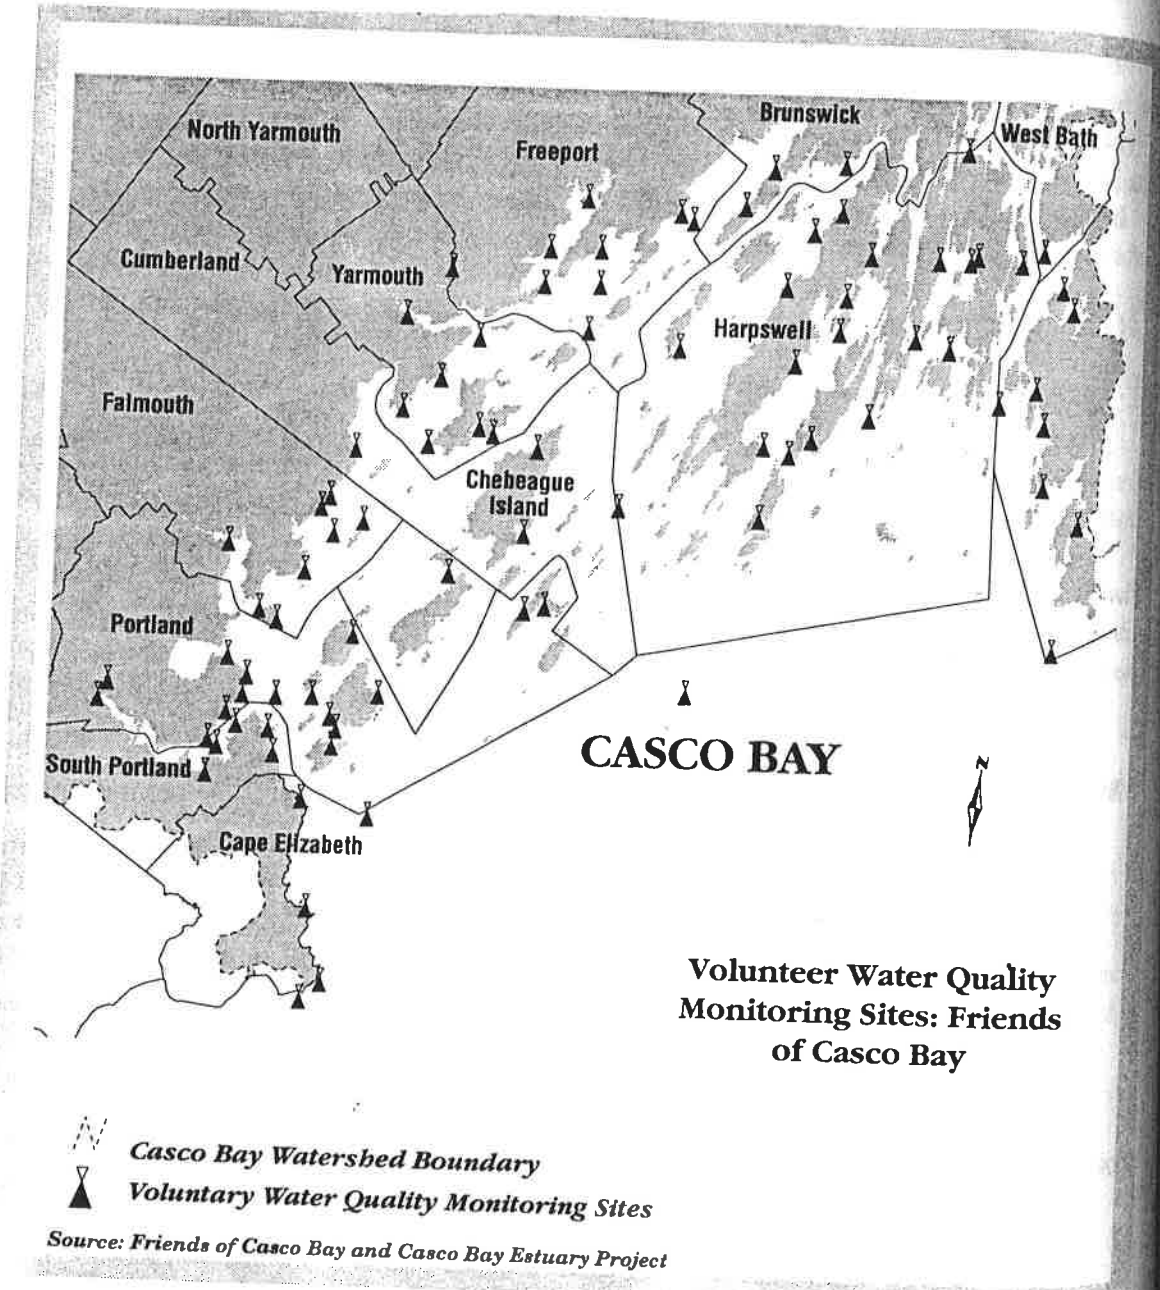 Brunswick
North Yarmouth
West Bath
Freeport
Cumberland
Yarmouth
Harpswell
Falmouth
Chebeague
Island
Portland
CASCO BAY
South Portland
N
Cape Elizabeth
Volunteer Water Quality
Monitoring Sites: Friends
of Casco Bay
Casco Bay Watershed Boundary
Voluntary Water Quality Monitoring Sites
Source: Friends of Casco Bay and Casco Bay Estuary Project